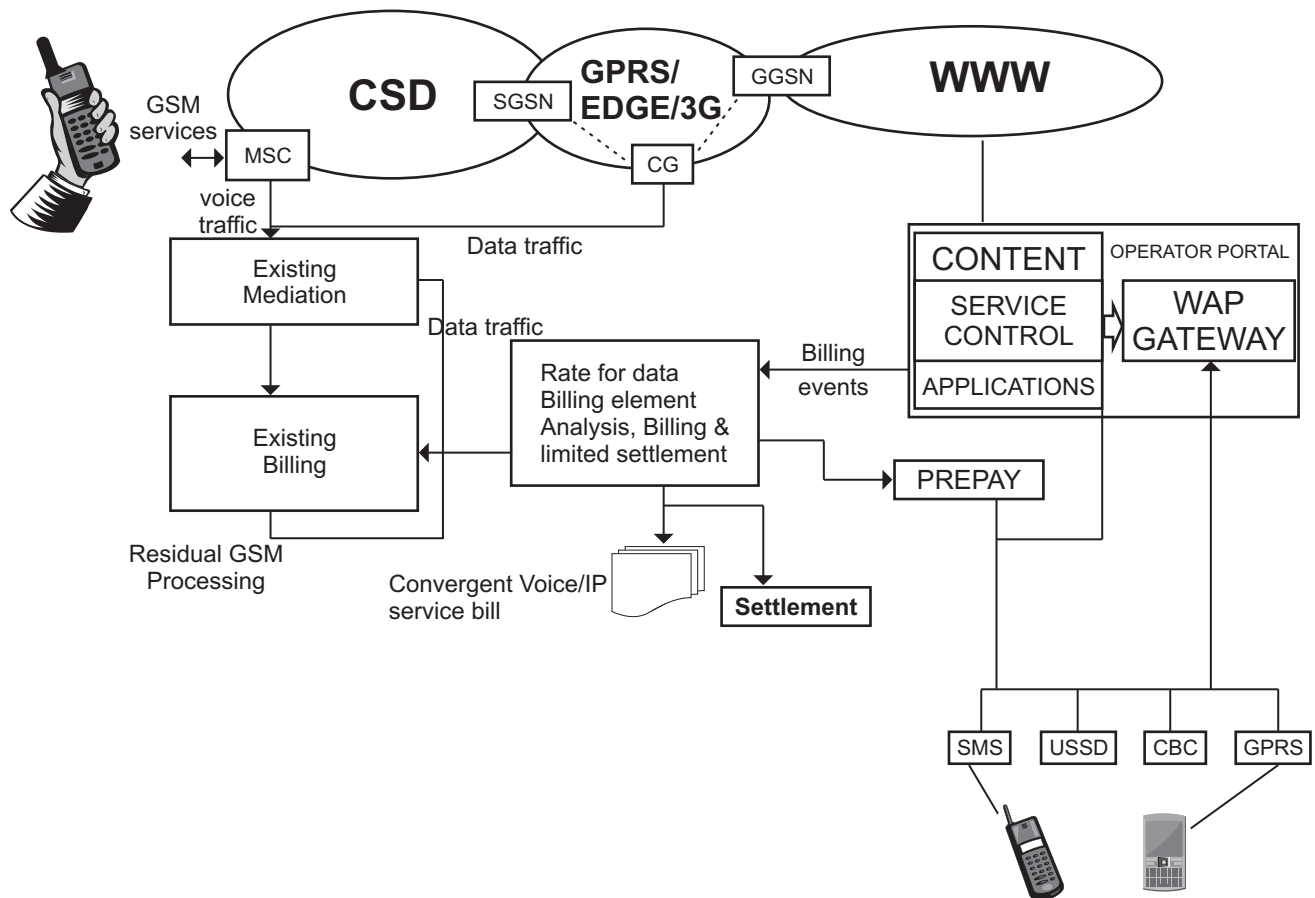 CSD
GPRS/
EDGE/3G
WWW
SGSN
GGSN
GSM
services
MSC
CG
voice
traffic
Data traffic
Existing
Mediation
Data traffic
CONTENT
OPERATOR PORTAL
SERVICE
CONTROL
WAP
GATEWAY
APPLICATIONS
Billing
events
Rate for data
Billing element
Analysis, Billing &
limited settlement
Existing
Billing
PREPAY
Residual GSM
Processing
Convergent Voice/IP
service bill
Settlement
SMS
USSD
CBC
GPRS